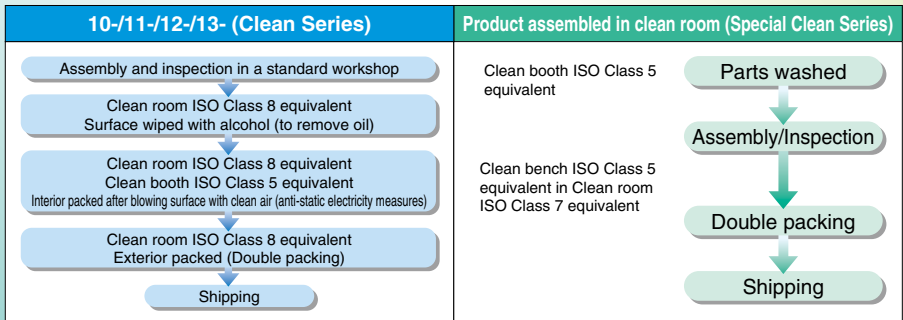 10-/11-/12-/13- (Clean Series)
Assembly and inspection in a standard workshop
Clean room ISO Class 8 equivalent
Surface wiped with alcohol (to remove oil)
Clean room ISO Class 8 equivalent
Clean booth ISO Class 5 equivalent
Interior packed after blowing surface with clean air (anti-static electricity measures)
Clean room ISO Class 8 equivalent
Exterior packed (Double packing)
Shipping
Product assembled in clean room (Special Clean Series)
Clean booth ISO Class 5
equivalent
Parts washed
Assembly/Inspection
Clean bench ISO Class 5
equivalent in Clean room
ISO Class 7 equivalent
Double packing
Shipping